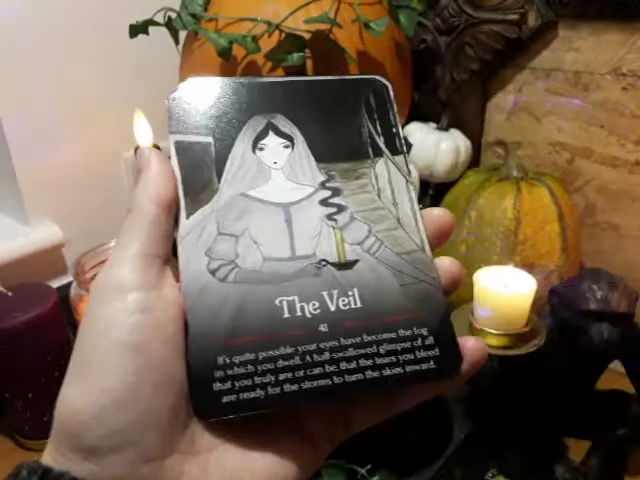 The Veil
41
It's quite possible your eyes have become the fog
in which you dwell. A half-swallowed glimpse of all
that you truly are or can be, that the tears you bleed
are ready for the storms to turn the skies inward.